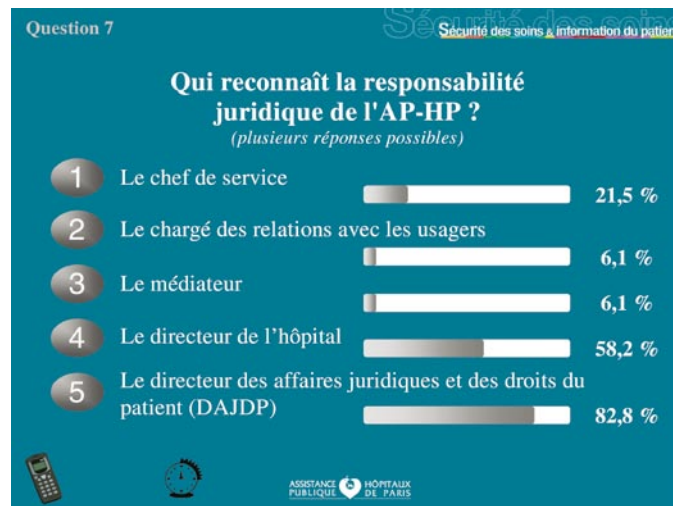 Question 7
Sécurité des soins
Sécurité des soins & information du patien
Qui reconnaît la responsabilité
juridique de l'AP-HP ?
(plusieurs réponses possibles)
1 Le chef de service
21,5 %
2 Le chargé des relations avec les usagers
6,1 %
3 Le médiateur
6,1 %
4 Le directeur de l’hôpital
58,2 %
5 Le directeur des affaires juridiques et des droits du
patient (DAJDP)
82,8 %
ASSISTANCE HÔPITAUX
PUBLIQUE DE PARIS